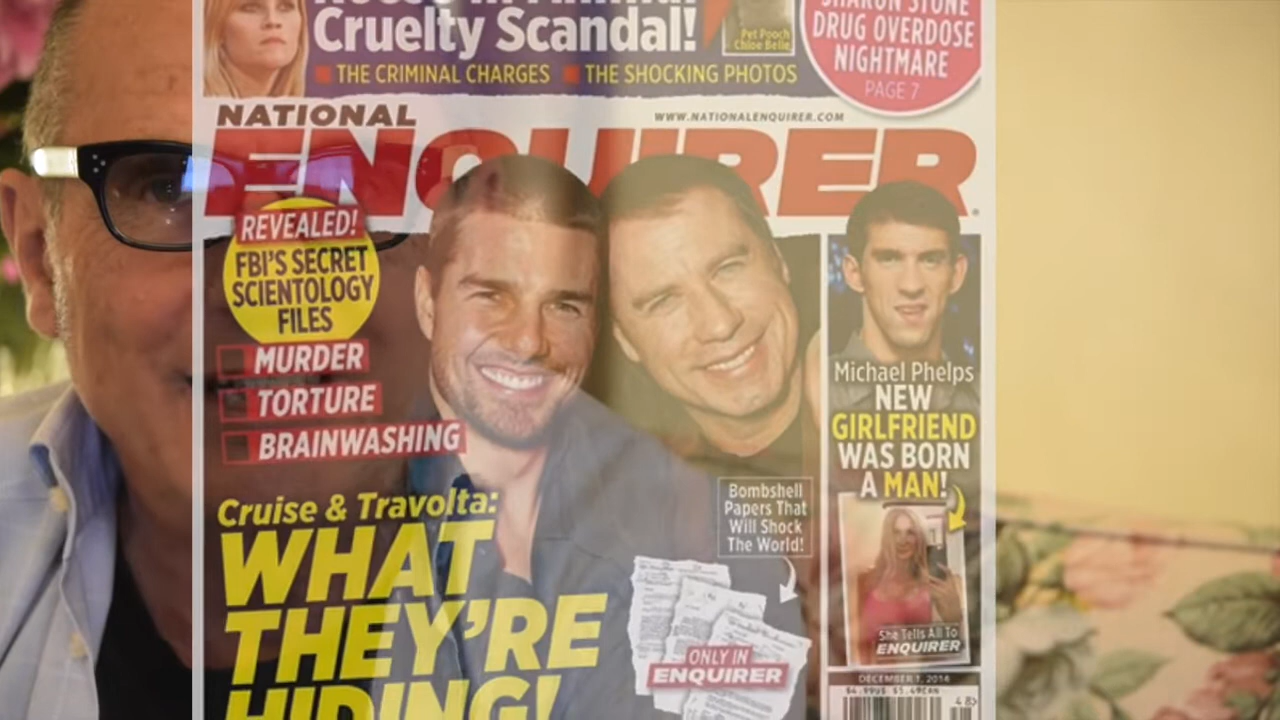 Cruelty Scandal!
THE CRIMINAL CHARGES THE SHOCKING PHOTOS
Pet Pooch
Chloe Belle
SHARON STONE
DRUG OVERDOSE
NIGHTMARE
PAGE 7
NATIONAL
ENQUIRER
WWW.NATIONALENQUIRER.COM
REVEALED!
FBI'S SECRET
SCIENTOLOGY
FILES
MURDER
TORTURE
BRAINWASHING
Cruise & Travolta:
WHAT
THEY'RE
HIDING!
Bombshell
Papers That
Will Shock
The World!
ONLY IN
ENQUIRER
Michael Phelps
NEW
GIRLFRIEND
WAS BORN
A MAN!
She Tells All To
ENQUIRER
DECEMBER 1, 2014